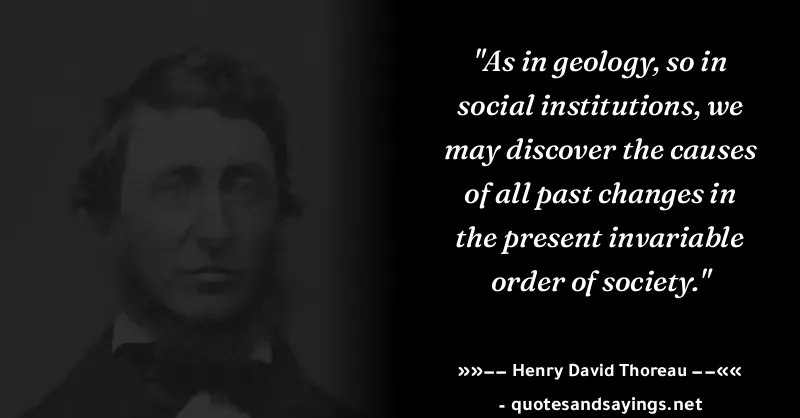 "As in geology, so in
social institutions, we
may discover the causes
of all past changes in
the present invariable
order of society."
»»–– Henry David Thoreau ––««
- quotesandsayings.net